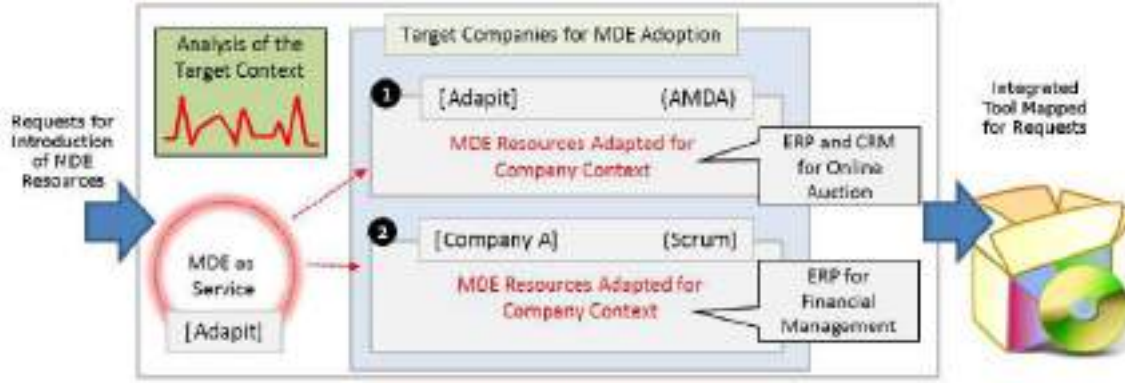 Requests for
Introduction
of MDE
Resources
Analysis of the
Target Context
MDE as
Service
[Adapit]
Target Companies for MDE Adoption
1
[Adapit] (AMDA)
MDE Resources Adapted for
Company Context
ERP and CRM
for Online
Auction
2
[Company A] (Scrum)
MDE Resources Adapted for
Company Context
ERP for
Financial
Management
Integrated
Tool Mapped
for Requests